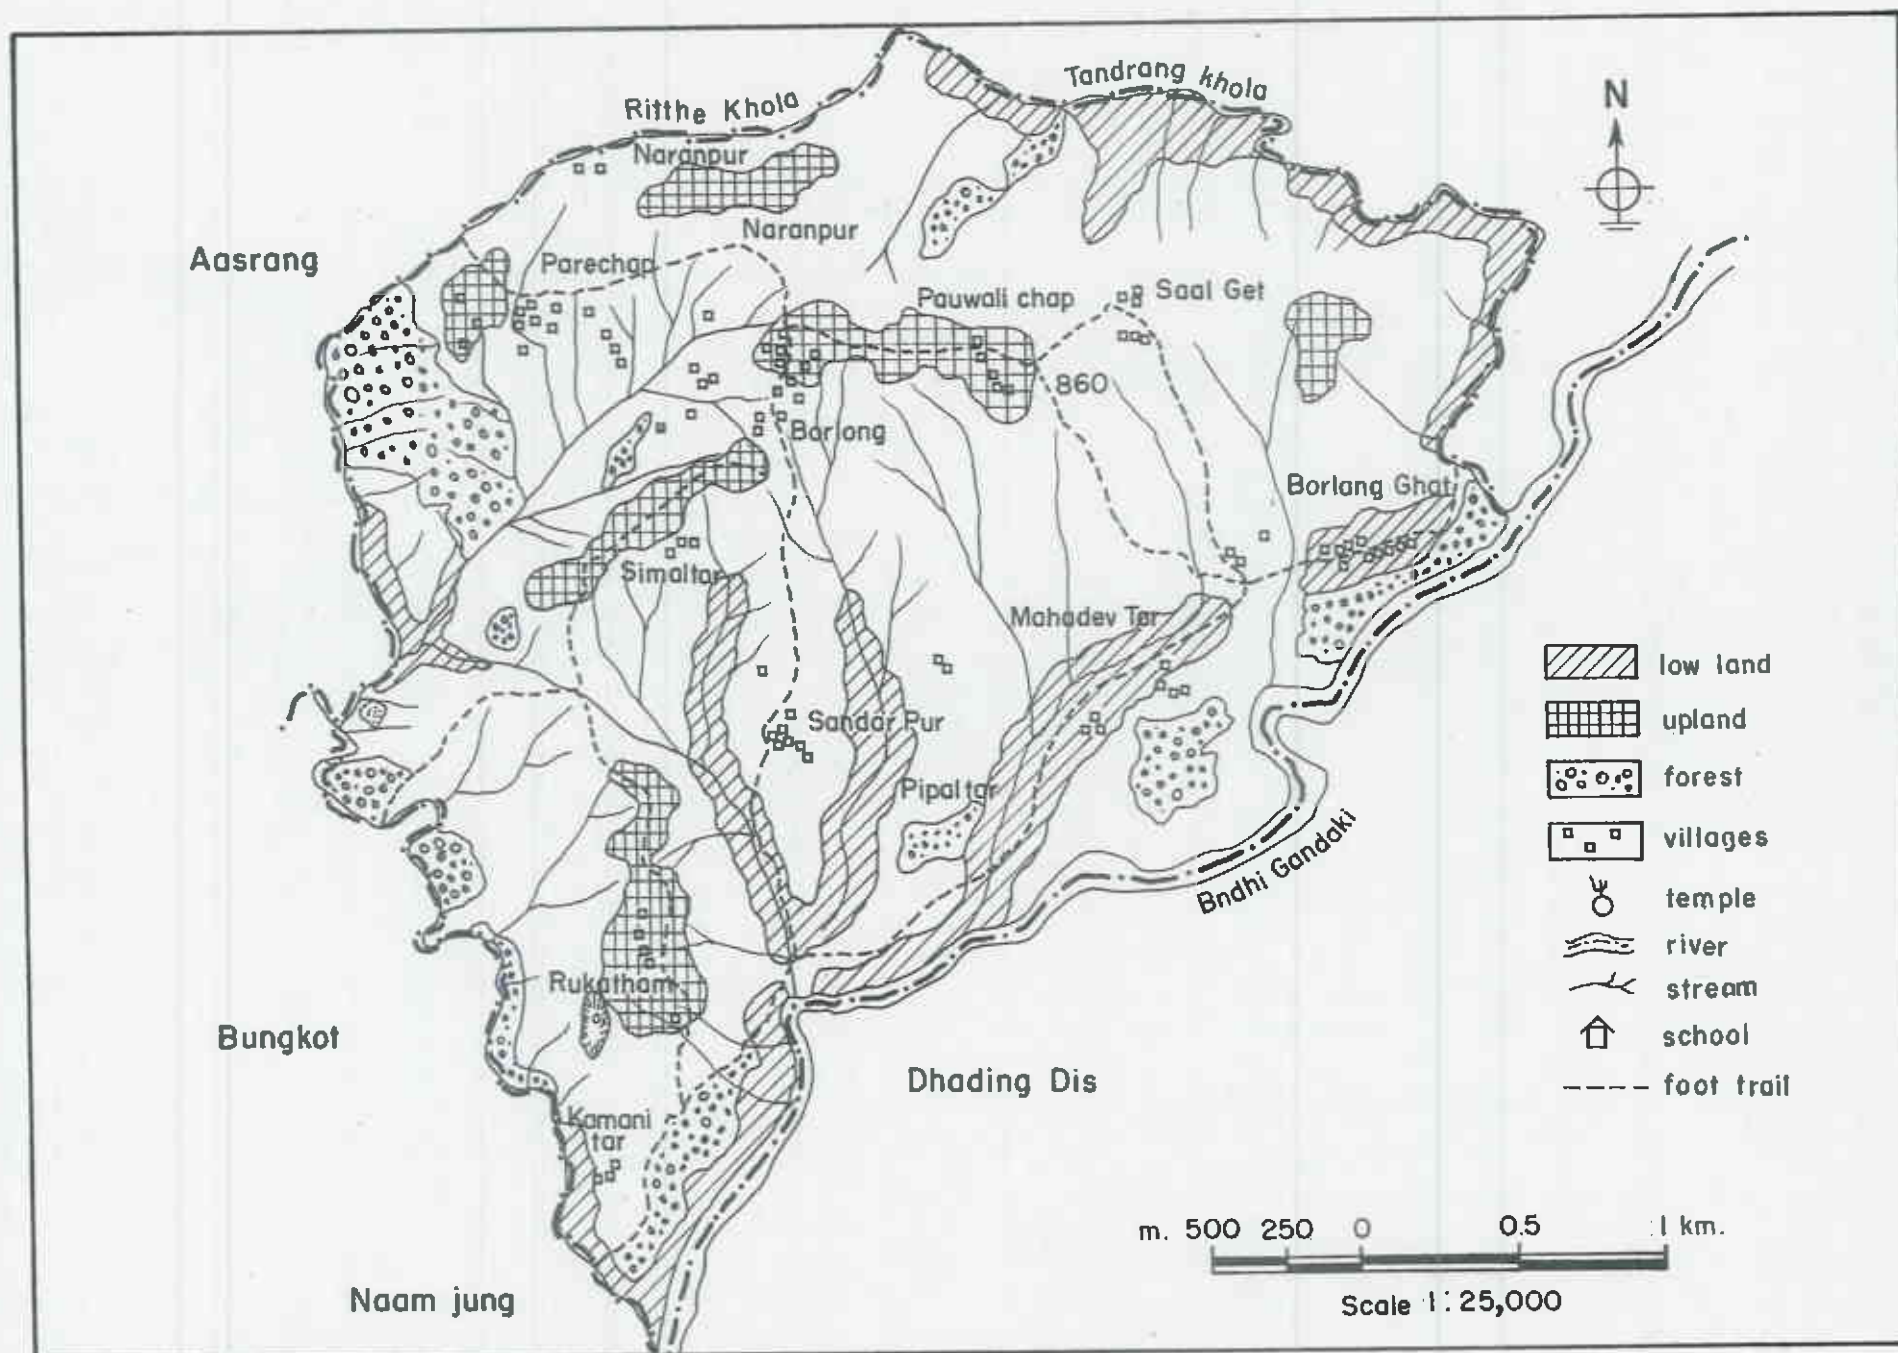 Tandrang khola
Ritthe Khola
N
Naranpur
Naranpur
Aasrang
Parechap
Pauwali chap
Saal Get
860
Borlong
Borlang Ghat
Simaltar
Mahadev Tar
low land
Sandar Pur
upland
Pipal tar
forest
Bndhi Gandaki
villages
temple
river
Rukatham
stream
Bungkot
school
Dhading Dis
foot trail
Kamani
tar
m. 500 250 0 0.5 1 km.
Naam jung
Scale 1:25,000